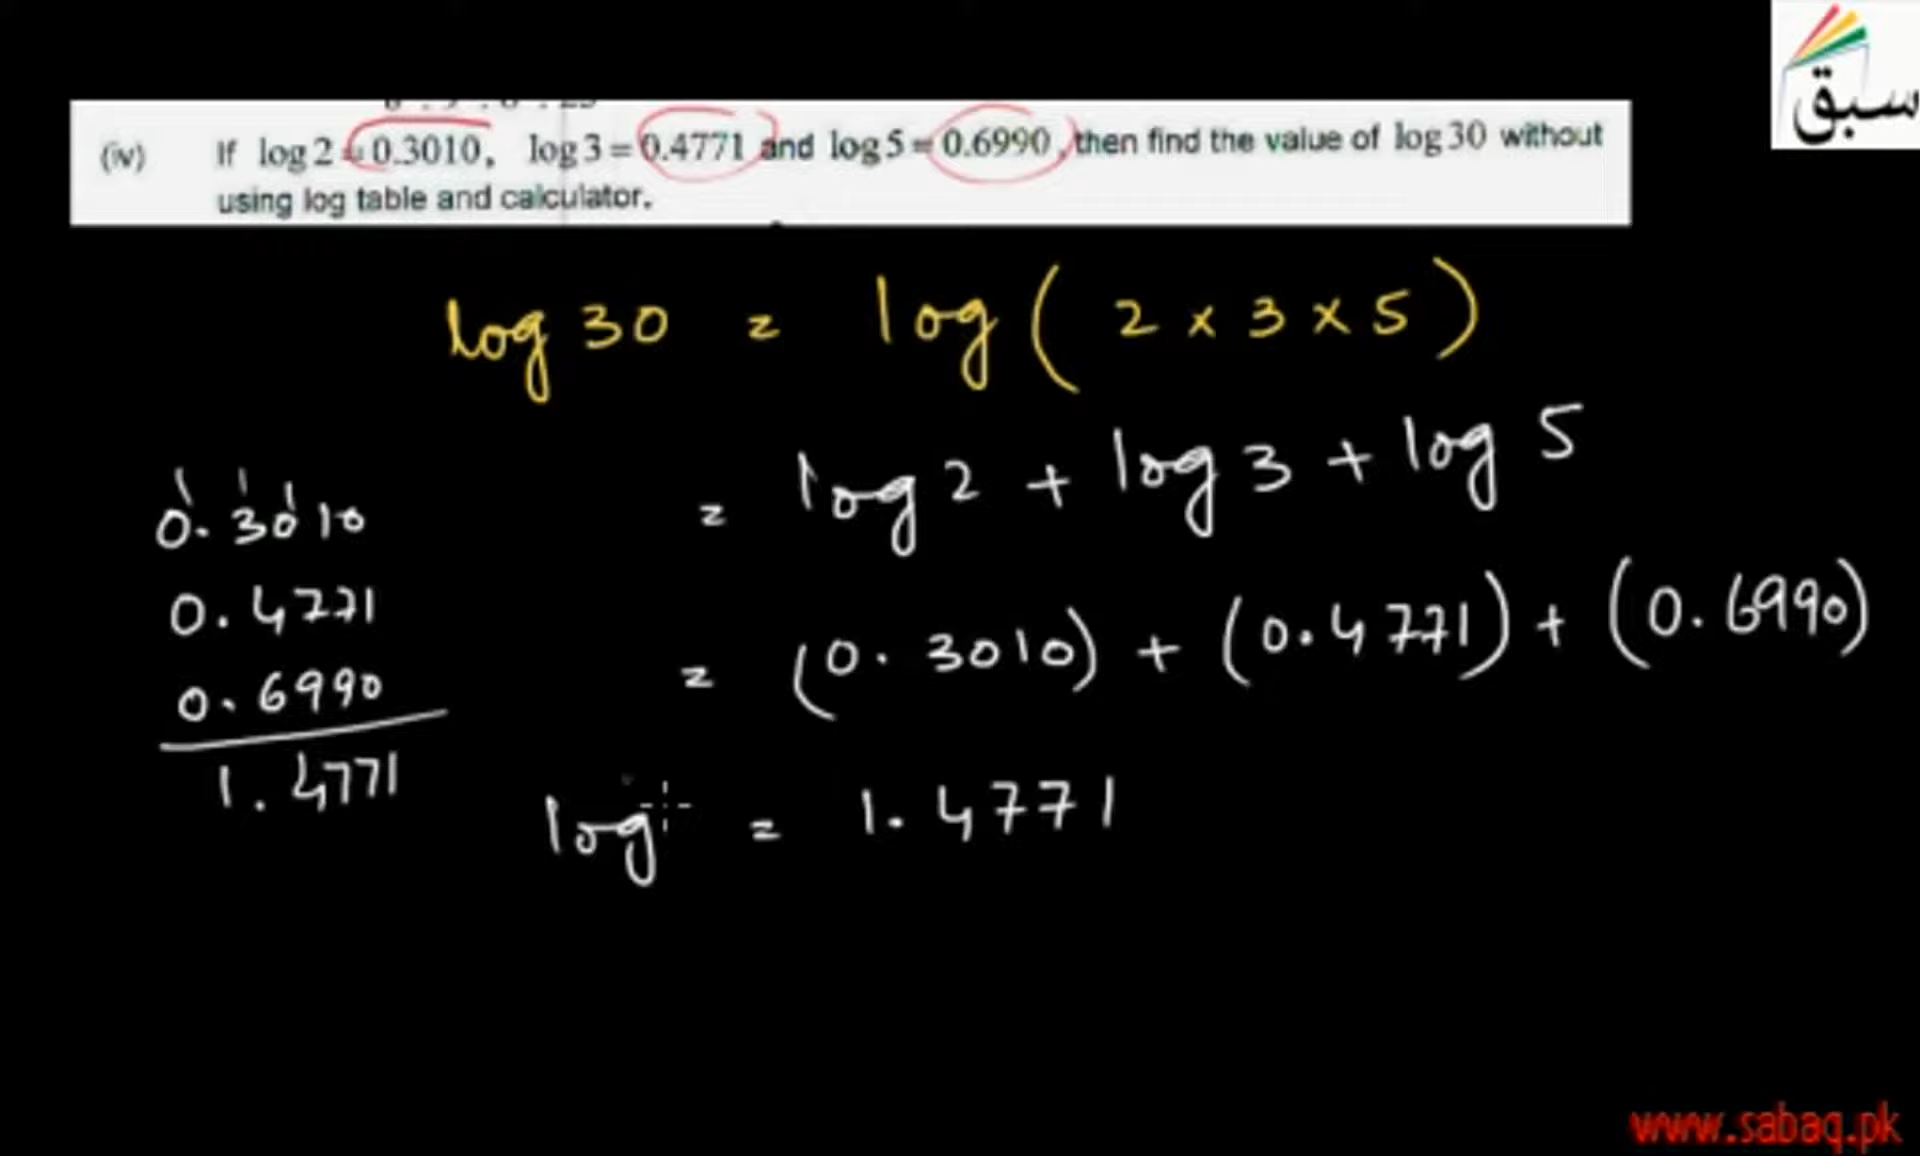 سبق
(iv) If log 2 = 0.3010, log 3 = 0.4771 and log 5 = 0.6990, then find the value of log 30 without
using log table and calculator.
log 30 = log ( 2 × 3 × 5 )
= log 2 + log 3 + log 5
= (0.3010) + (0.4771) + (0.6990)
log = 1.4771
1 1 1
0.3010
0.4771
0.6990
1.4771
www.sabaq.pk